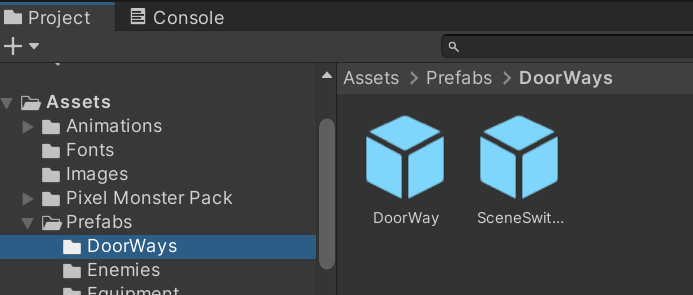 Project
Console
Assets > Prefabs > DoorWays
Assets
Animations
Fonts
Images
Pixel Monster Pack
Prefabs
DoorWays
Enemies
Equipment
DoorWay
SceneSwit...